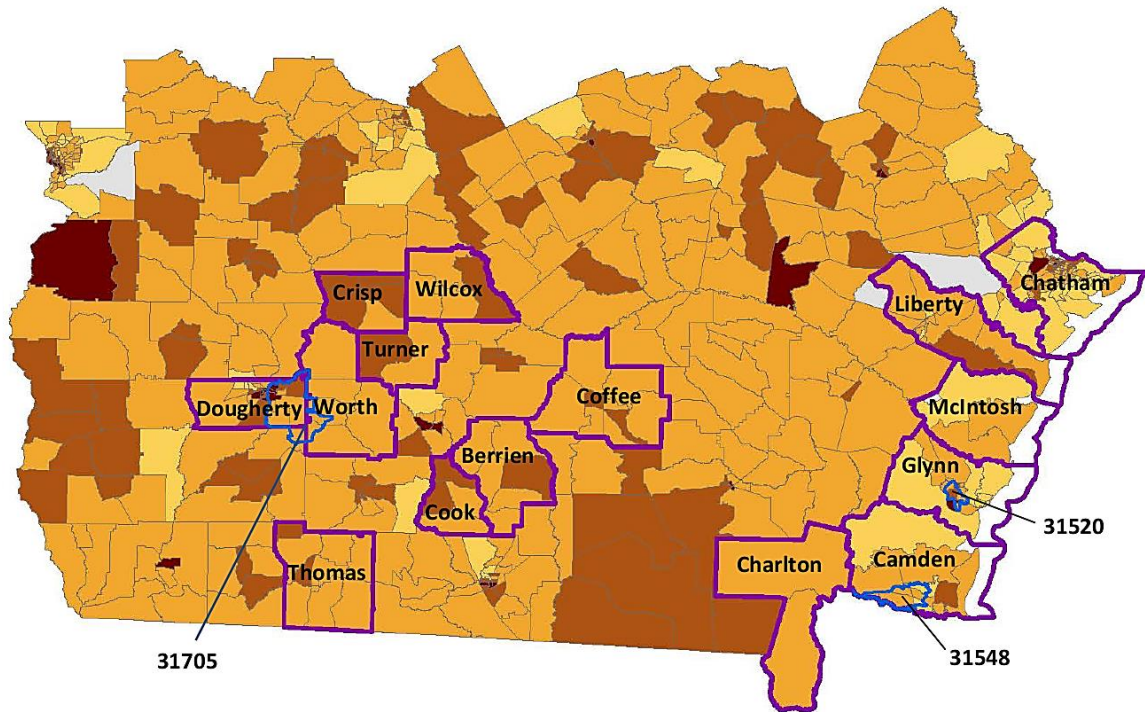 Crisp
Wilcox
Chatham
Liberty
Turner
Coffee
Dougherty
Worth
McIntosh
Berrien
Glynn
Cook
31520
Thomas
Charlton
Camden
31705
31548